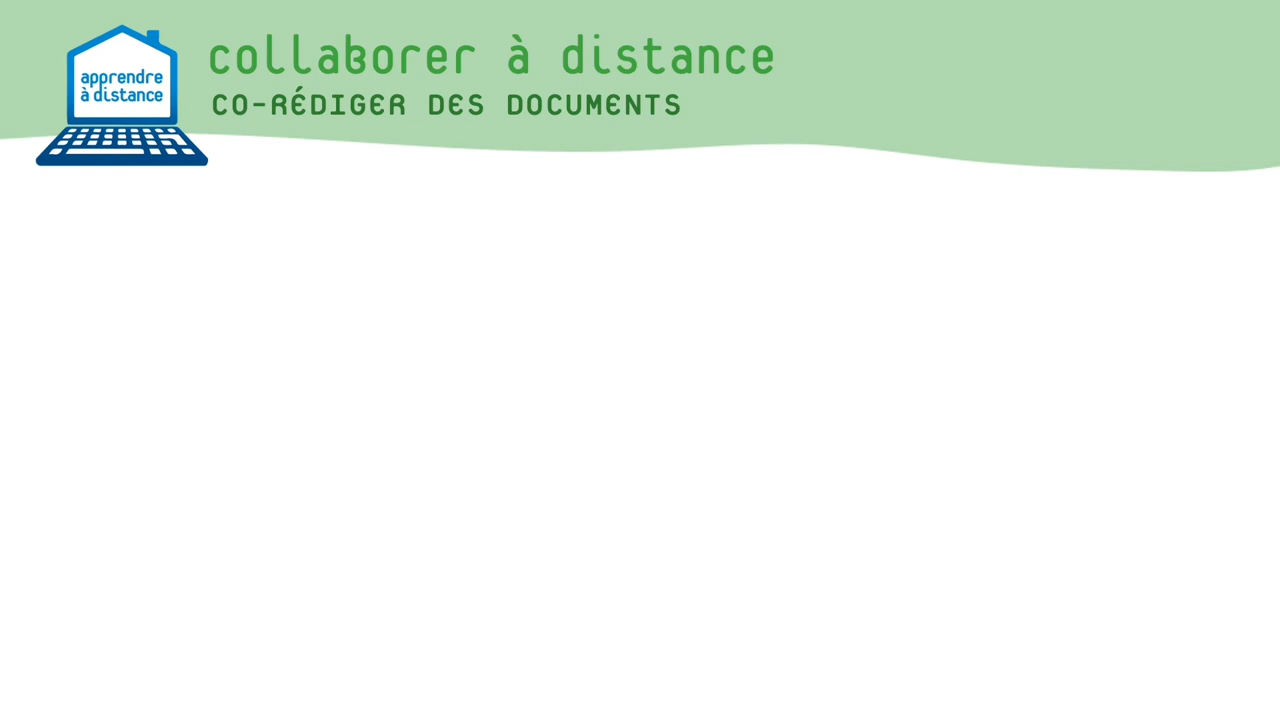 collaborer à distance
CO-RÉDIGER DES DOCUMENTS
apprendre
à distance